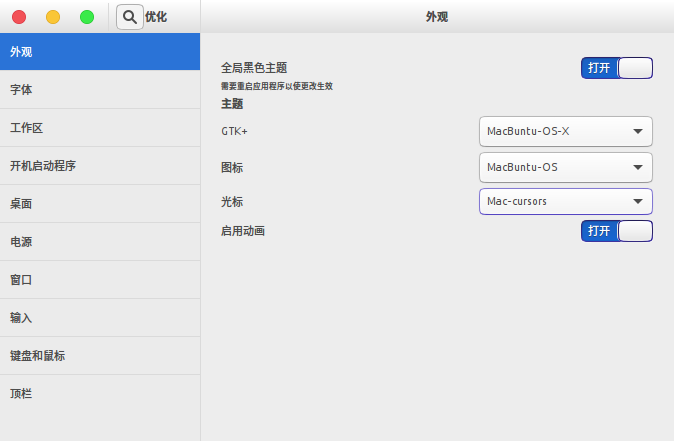 优化
外观
外观
字体
工作区
开机启动程序
桌面
电源
窗口
输入
键盘和鼠标
顶栏
全局黑色主题 打开
需要重启应用程序以使更改生效
主题
GTK+ MacBuntu-OS-X
图标 MacBuntu-OS
光标 Mac-cursors
启用动画 打开